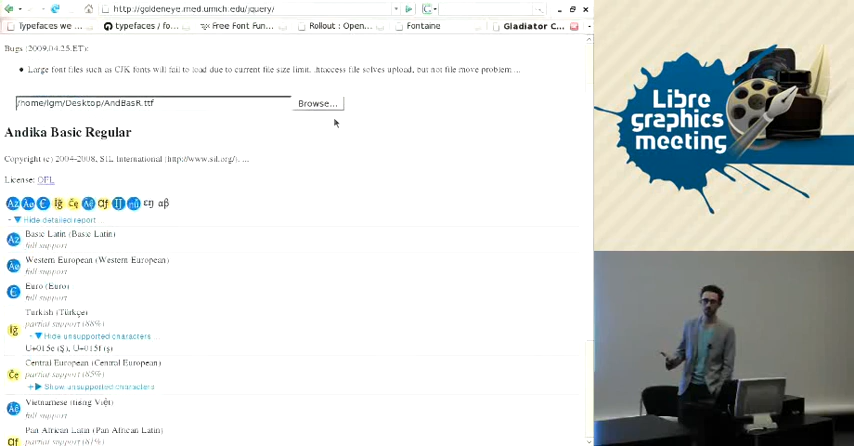 http://goldeneye.med.umich.edu/jquery/
Typefaces we ...
typefaces / fo...
Free Font Fun...
Rollout : Open...
Fontaine
Gladiator C...
Bugs (2009.04.25.ET):
Large font files such as CJK fonts will fail to load due to current file size limit. .htaccess file solves upload, but not file move problem....
/home/lgm/Desktop/AndBasR.ttf
Browse...
Andika Basic Regular
Copyright (c) 2004-2008, SIL International (http://www.sil.org/). ...
License: OFL
Hide detailed report...
Basic Latin (Basic Latin)
full support
Western European (Western European)
full support
Euro (Euro)
full support
Turkish (Türkçe)
partial support (88%)
Hide unsupported characters...
U+015e (Ş), U+015f (ş)
Central European (Central European)
partial support (85%)
Show unsupported characters
full support
Pan African Latin (Pan African Latin)
partial support (81%)
Libre
graphics
meeting